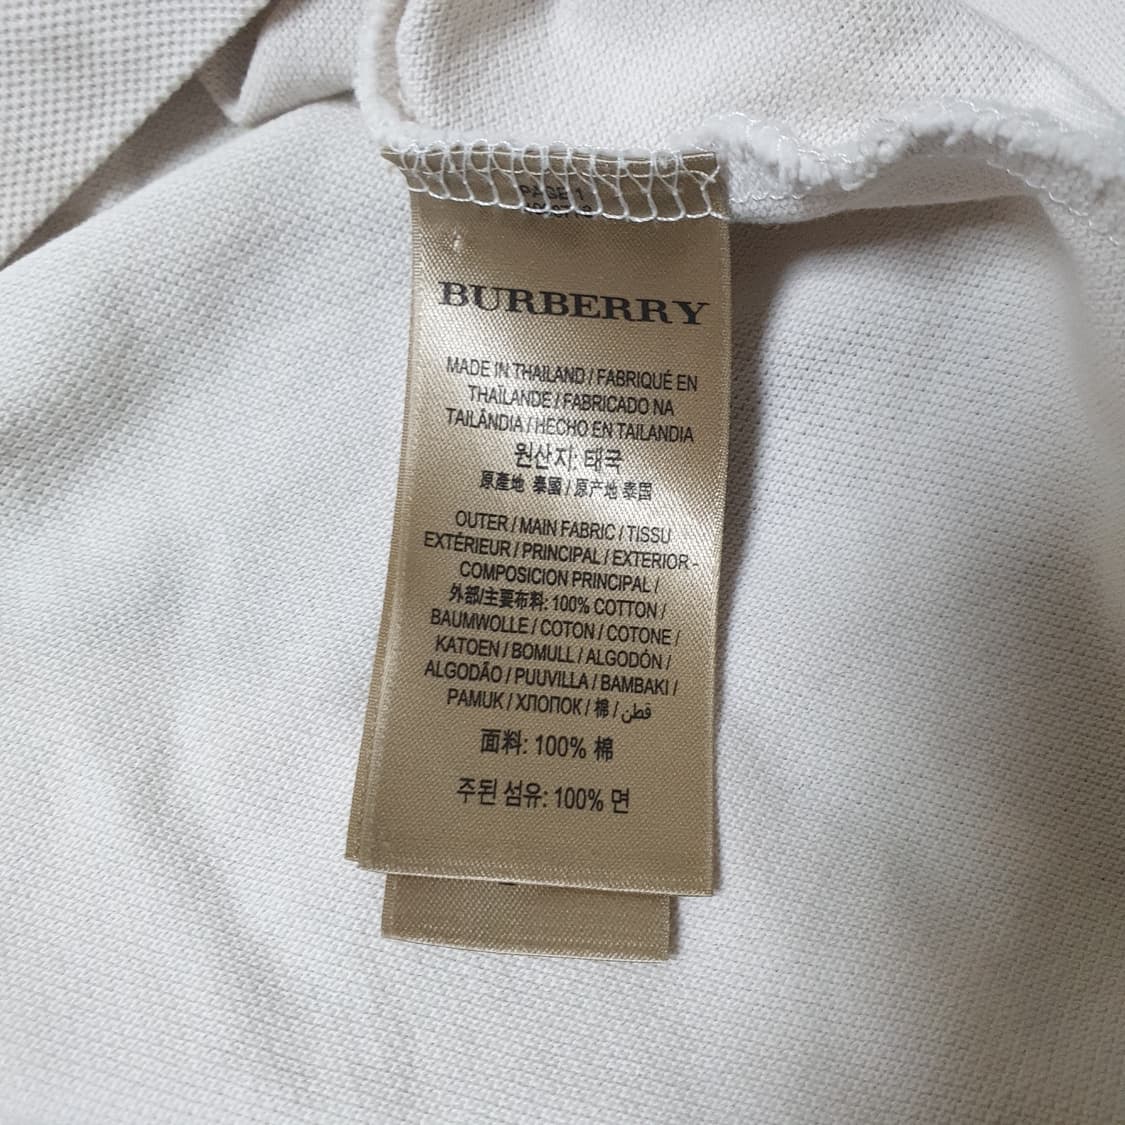 PAGE 1
BURBERRY
MADE IN THAILAND / FABRIQUÉ EN
THAÏLANDE / FABRICADO NA
TAILÂNDIA / HECHO EN TAILANDIA
원산지: 태국
原產地 泰國 / 原产地 泰国
OUTER / MAIN FABRIC / TISSU
EXTÉRIEUR / PRINCIPAL / EXTERIOR -
COMPOSICION PRINCIPAL /
外部/主要布料: 100% COTTON /
BAUMWOLLE / COTON / COTONE /
KATOEN / BOMULL / ALGODÓN /
ALGODÃO / PUUVILLA / BAMBAKI /
PAMUK / ХЛОПОК / 棉 / قطن
面料: 100% 棉
주된 섬유: 100% 면